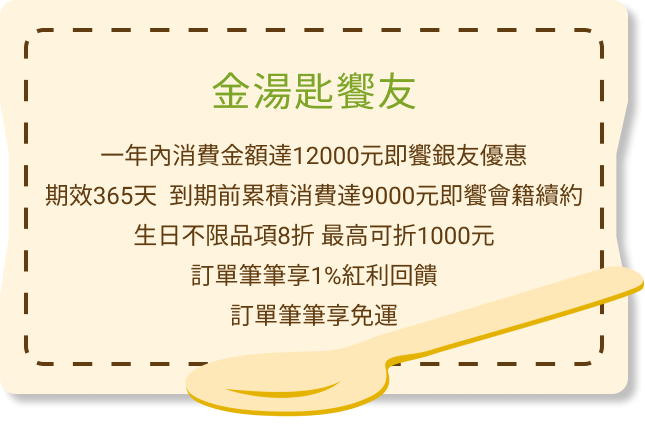 金湯匙饗友
一年內消費金額達12000元即饗銀友優惠
期效365天 到期前累積消費達9000元即饗會籍續約
生日不限品項8折 最高可折1000元
訂單筆筆享1%紅利回饋
訂單筆筆享免運